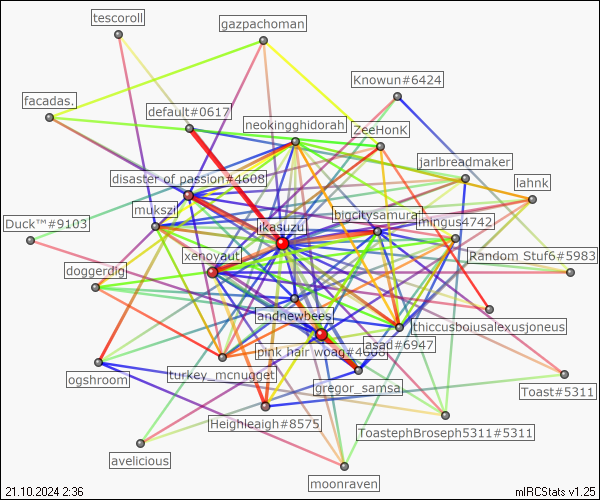 tescoroll
gazpachoman
Knowun#6424
facadas.
default#0617
neokingghidorah
ZeeHonK
jarlbreadmaker
disaster of passion#4608
lahnk
mukszi
Duck™#9103
jkasuzu.
bigcitysamurai
mingus4742
xenoyaut
Random Stuf6#5983
doggerdig
andnewbees
thiccusboiusalexusjoneus
pink hair woag#4608
asad#6947
turkey_mcnugget
ogshroom
gregor_samsa.
Toast#5311
Heighleaigh#8575
ToastephBroseph5311#5311
avelicious
moonraven
21.10.2024 2:36
mIRCStats v1.25